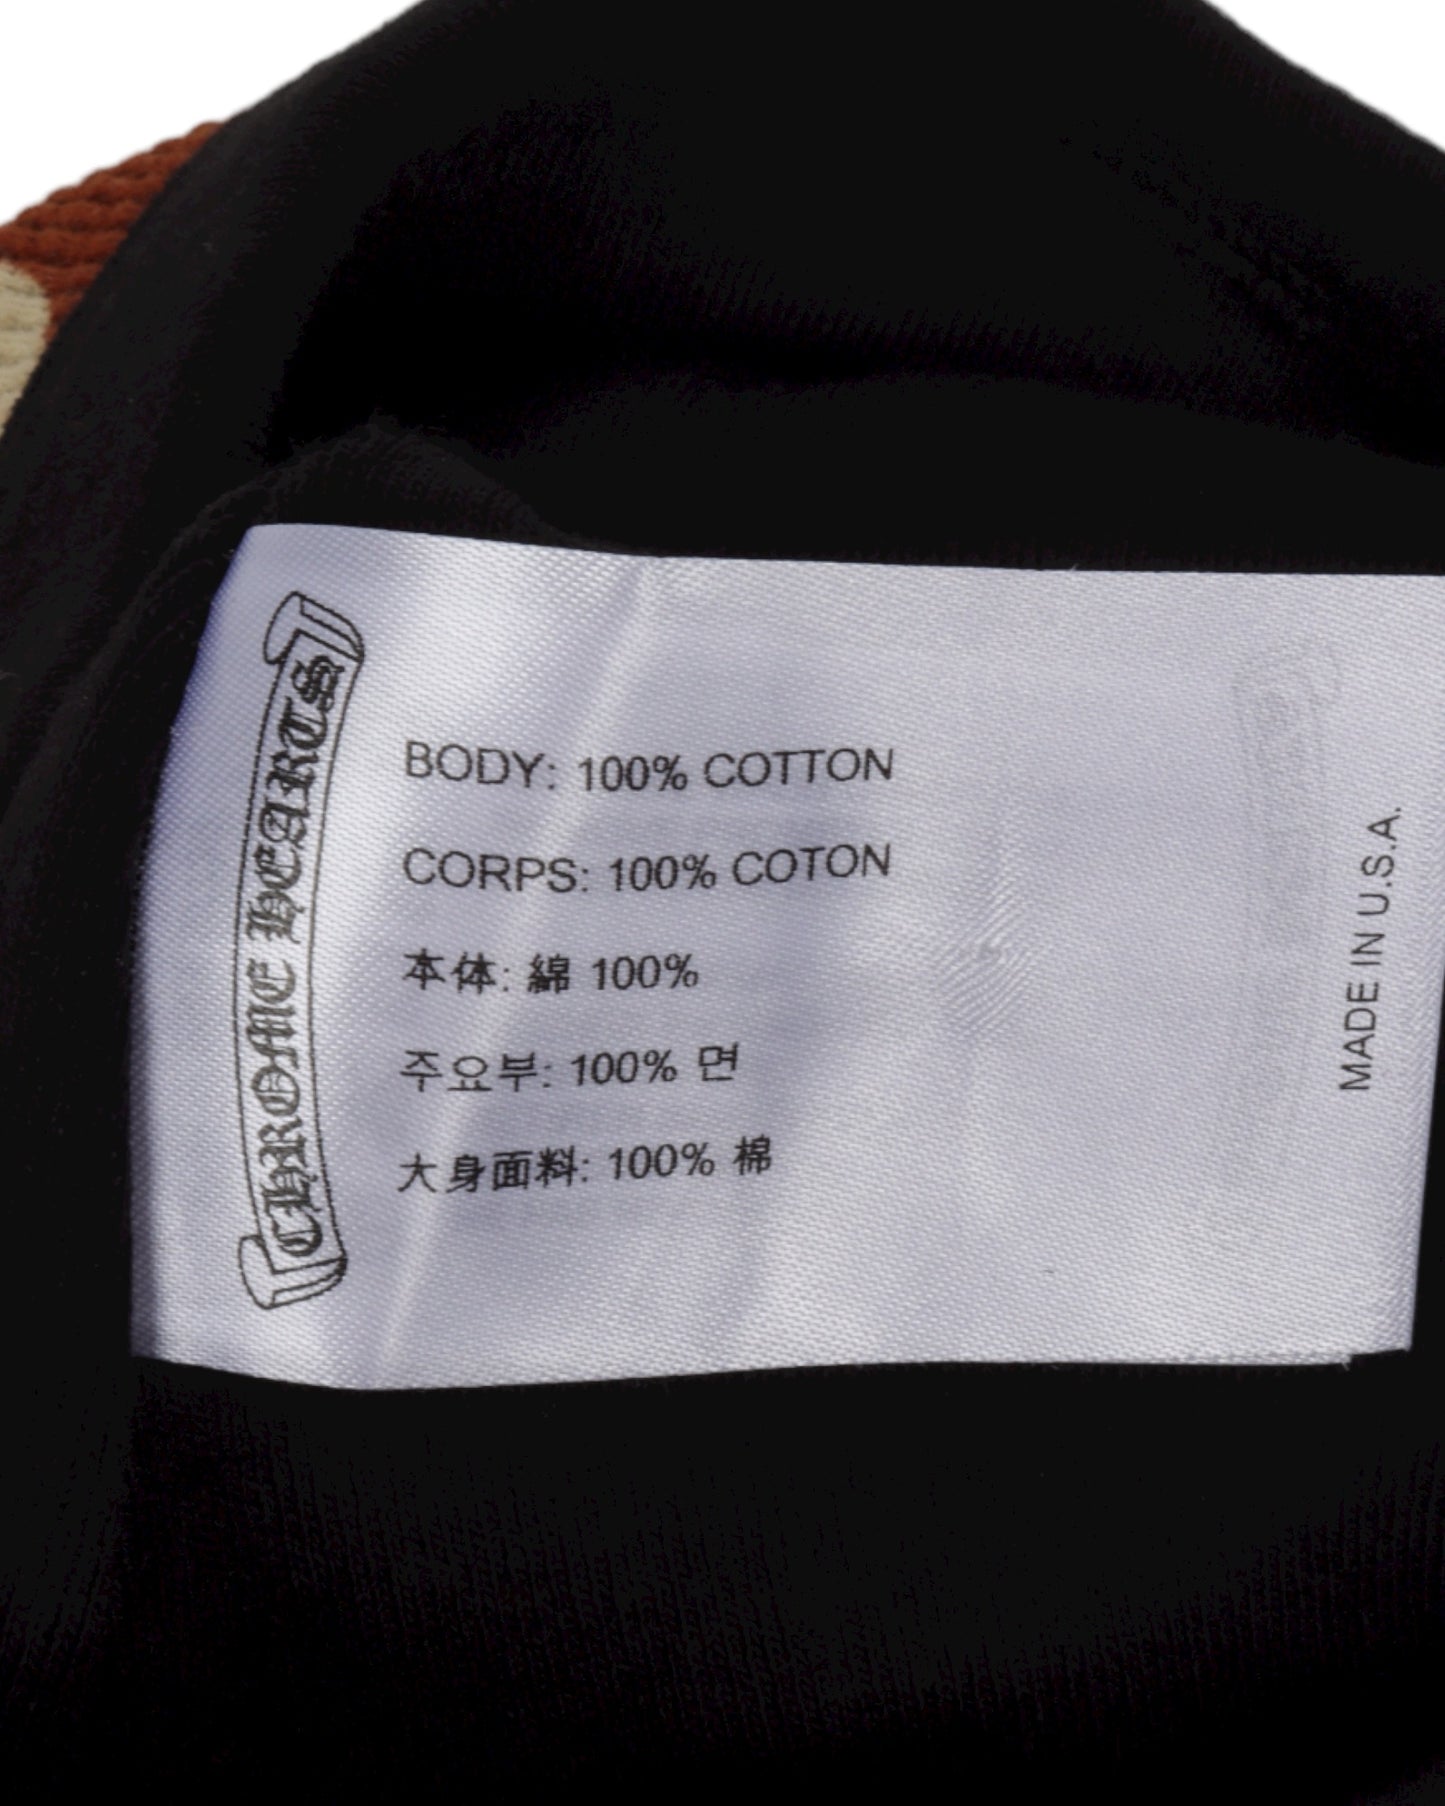 CHROME HEARTS
BODY: 100% COTTON
CORPS: 100% COTON
本体: 綿 100%
주요부: 100% 면
大身面料: 100% 棉
MADE IN U.S.A.